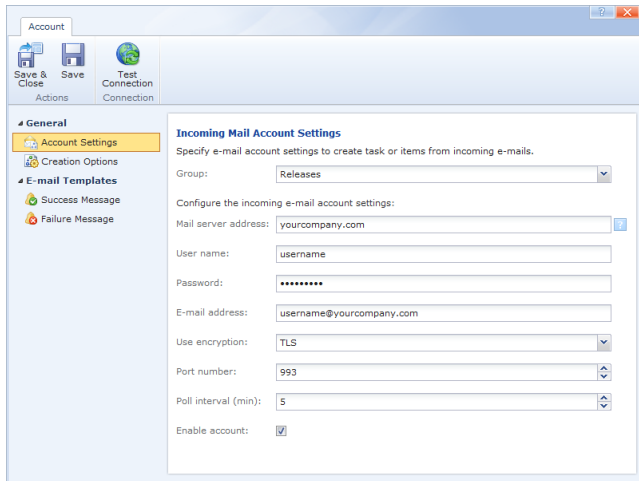 Account
Save & Close
Save
Test Connection
Actions
Connection
General
Account Settings
Creation Options
E-mail Templates
Success Message
Failure Message
Incoming Mail Account Settings
Specify e-mail account settings to create task or items from incoming e-mails.
Group: Releases
Configure the incoming e-mail account settings:
Mail server address: yourcompany.com ?
User name: username
Password: •••••••••
E-mail address: username@yourcompany.com
Use encryption: TLS
Port number: 993
Poll interval (min): 5
Enable account: